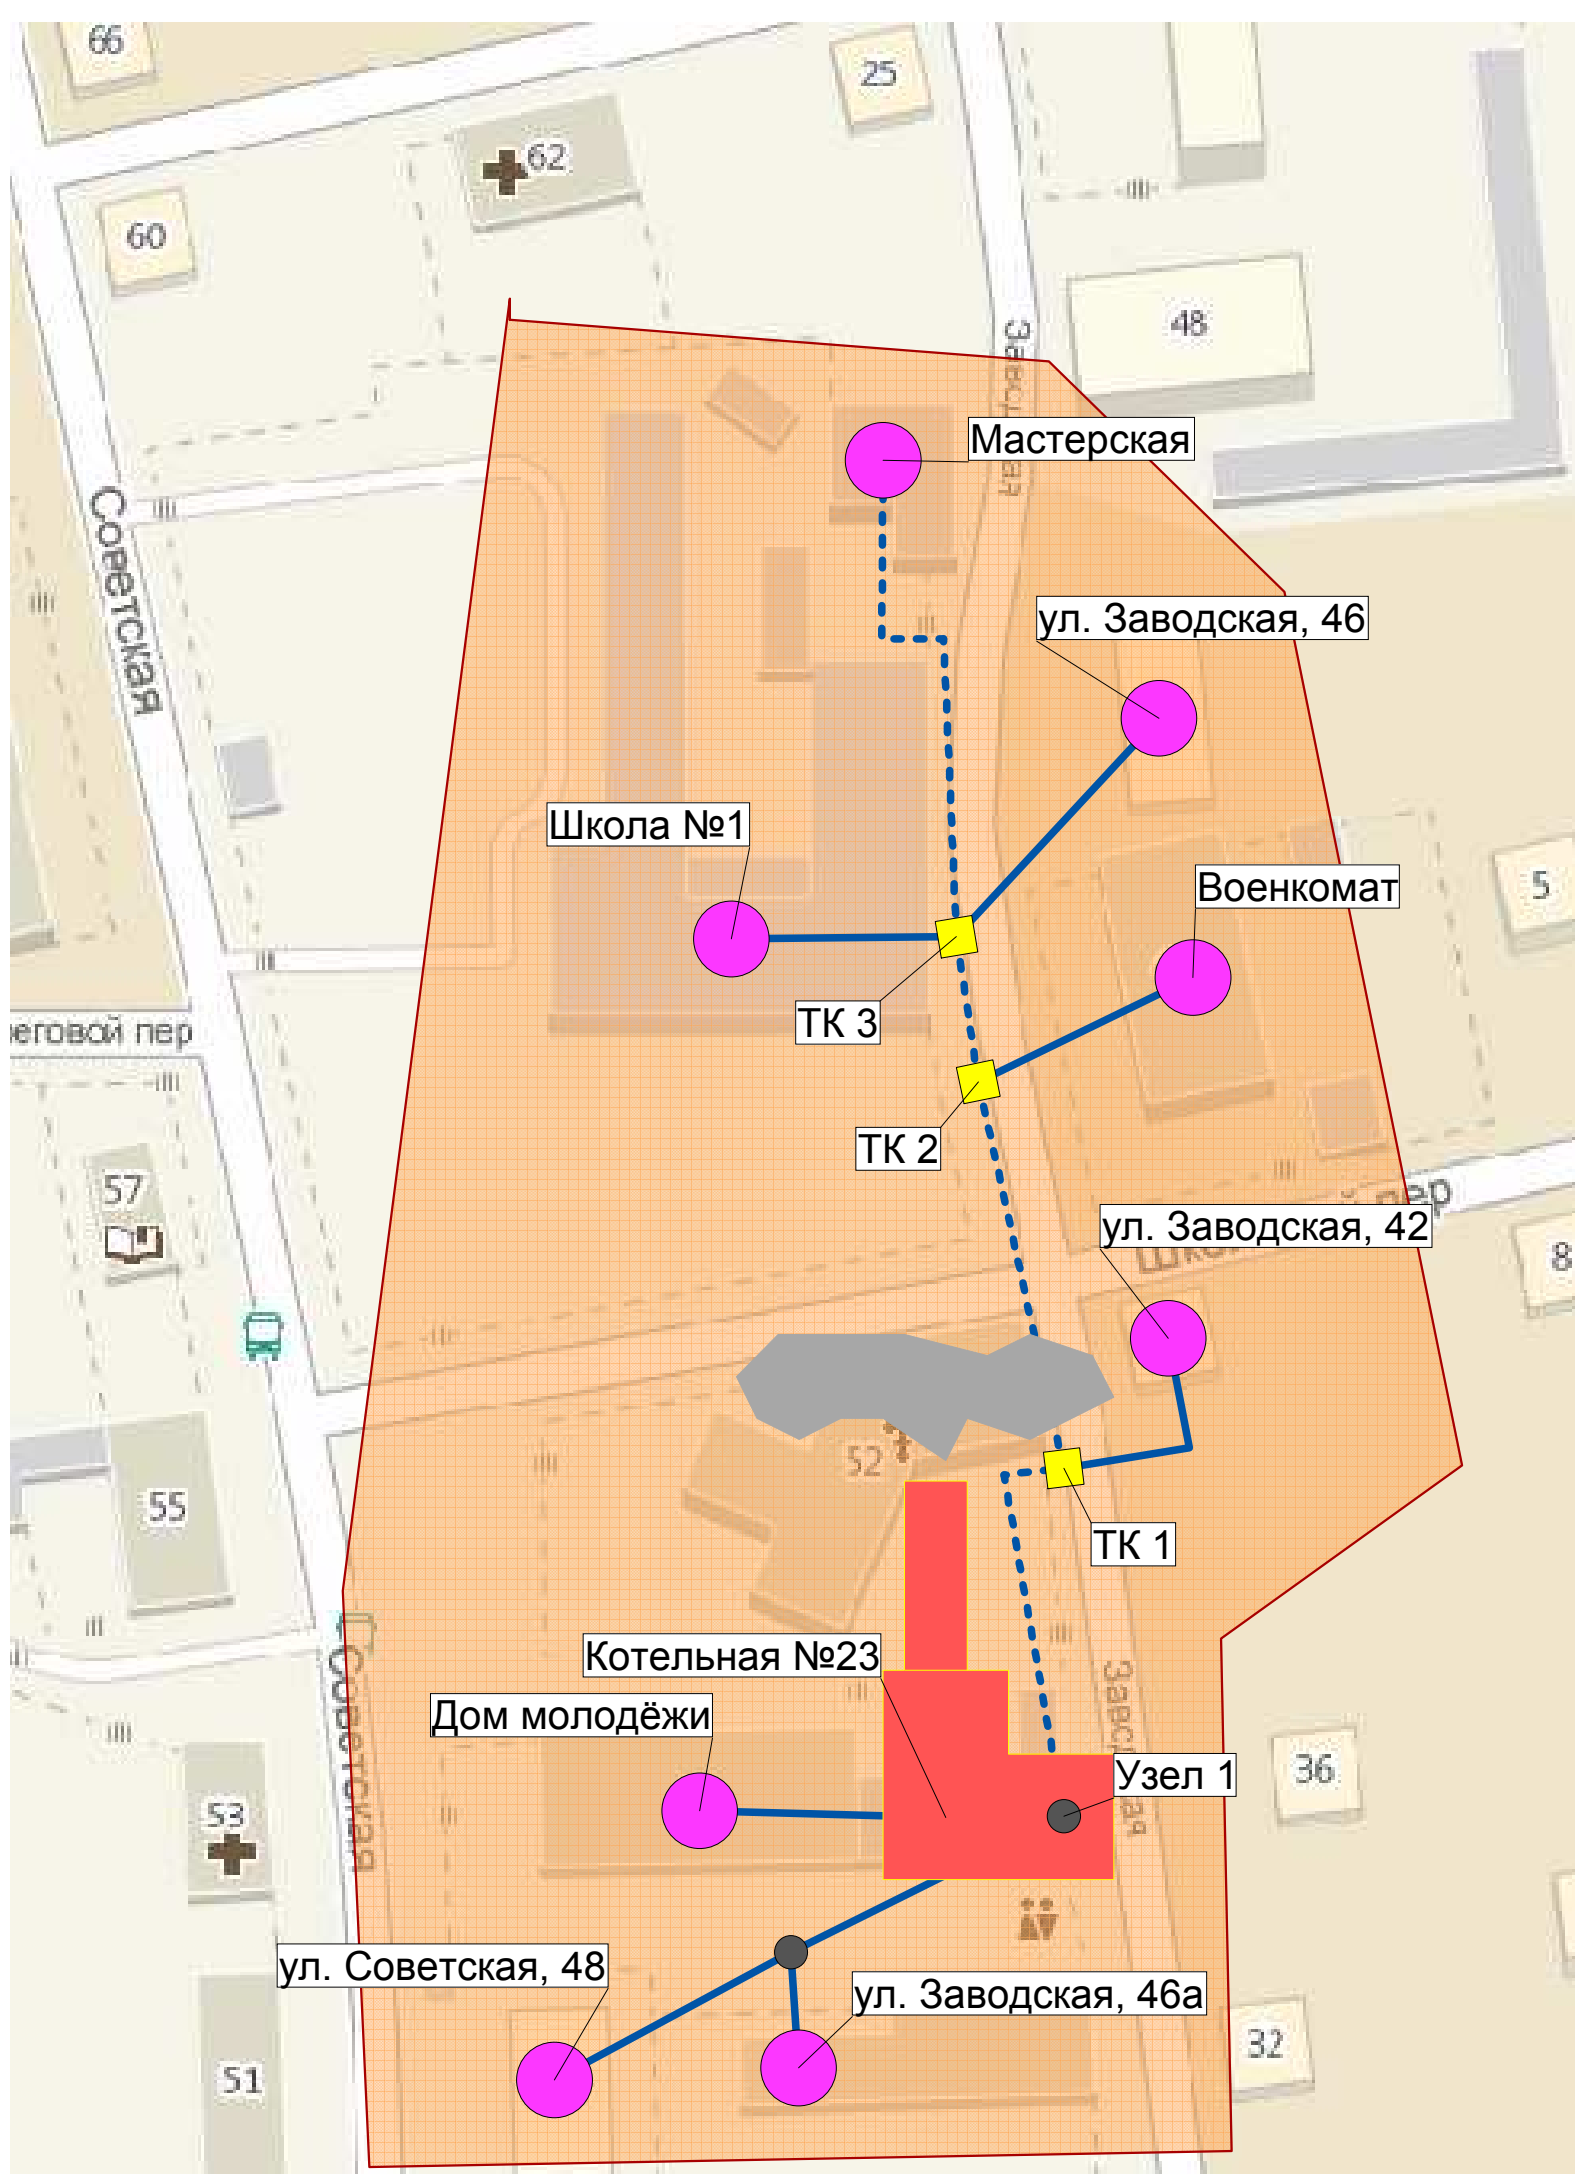 66
25
62
60
Заводская
48
Мастерская
Советская
ул. Заводская, 46
Школа №1
Военкомат
5
ТК 3
еговой пер
ТК 2
57
пер
ул. Заводская, 42
8
52
55
ТК 1
Котельная №23
Дом молодёжи
Советская
36
Узел 1
53
ул. Советская, 48
ул. Заводская, 46а
32
51